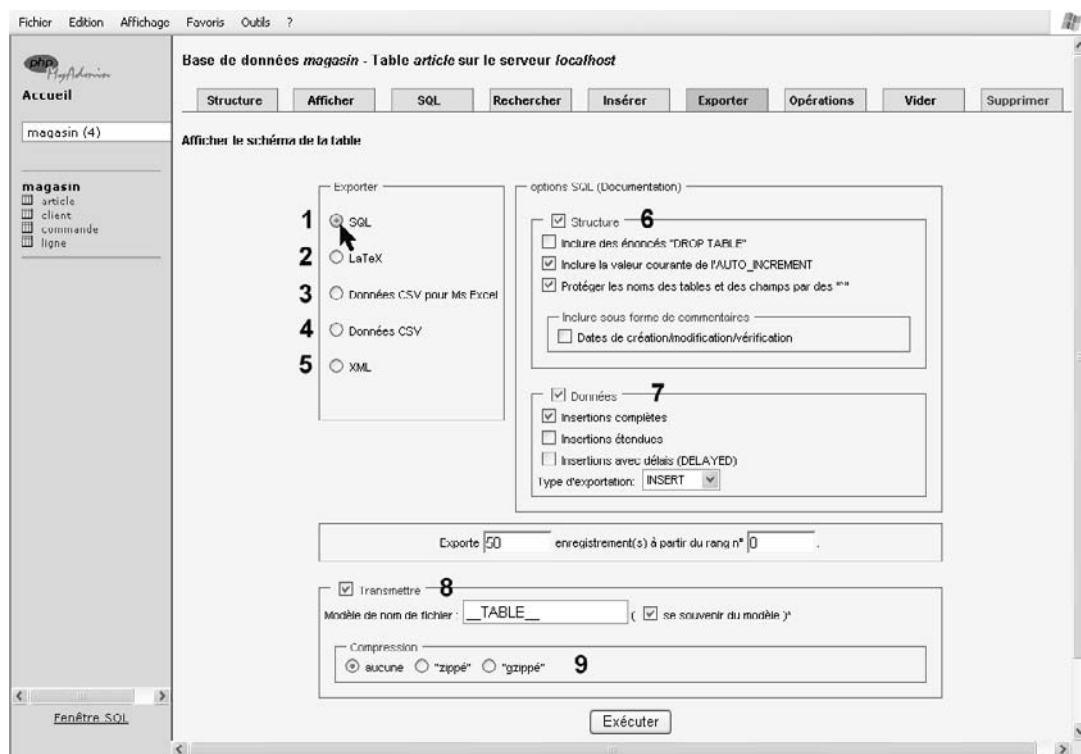 Fichier Edition Affichage Favoris Outils ?
php
MyAdmin
Accueil
magasin (4)
magasin
article
client
commande
ligne
Fenêtre SQL
Base de données magasin - Table article sur le serveur localhost
Structure Afficher SQL Rechercher Insérer Exporter Opérations Vider Supprimer
Afficher le schéma de la table
Exporter
1 SQL
2 LaTeX
3 Données CSV pour Ms Excel
4 Données CSV
5 XML
options SQL (Documentation)
Structure 6
Inclure des énoncés "DROP TABLE"
Inclure la valeur courante de l'AUTO_INCREMENT
Protéger les noms des tables et des champs par des "`"
Inclure sous forme de commentaires
Dates de création/modification/vérification
Données 7
Insertions complètes
Insertions étendues
Insertions avec délais (DELAYED)
Type d'exportation: INSERT
Exporte 50 enregistrement(s) à partir du rang n° 0 .
Transmettre 8
Modèle de nom de fichier : __TABLE__ ( se souvenir du modèle )*
Compression
aucune "zippé" "gzippé" 9
Exécuter